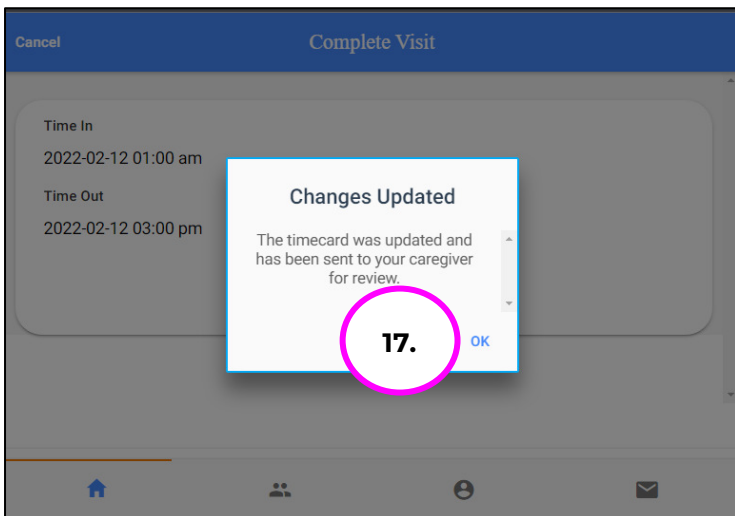 Cancel
Complete Visit
Time In
2022-02-12 01:00 am
Time Out
2022-02-12 03:00 pm
Changes Updated
The timecard was updated and
has been sent to your caregiver
for review.
17.
OK